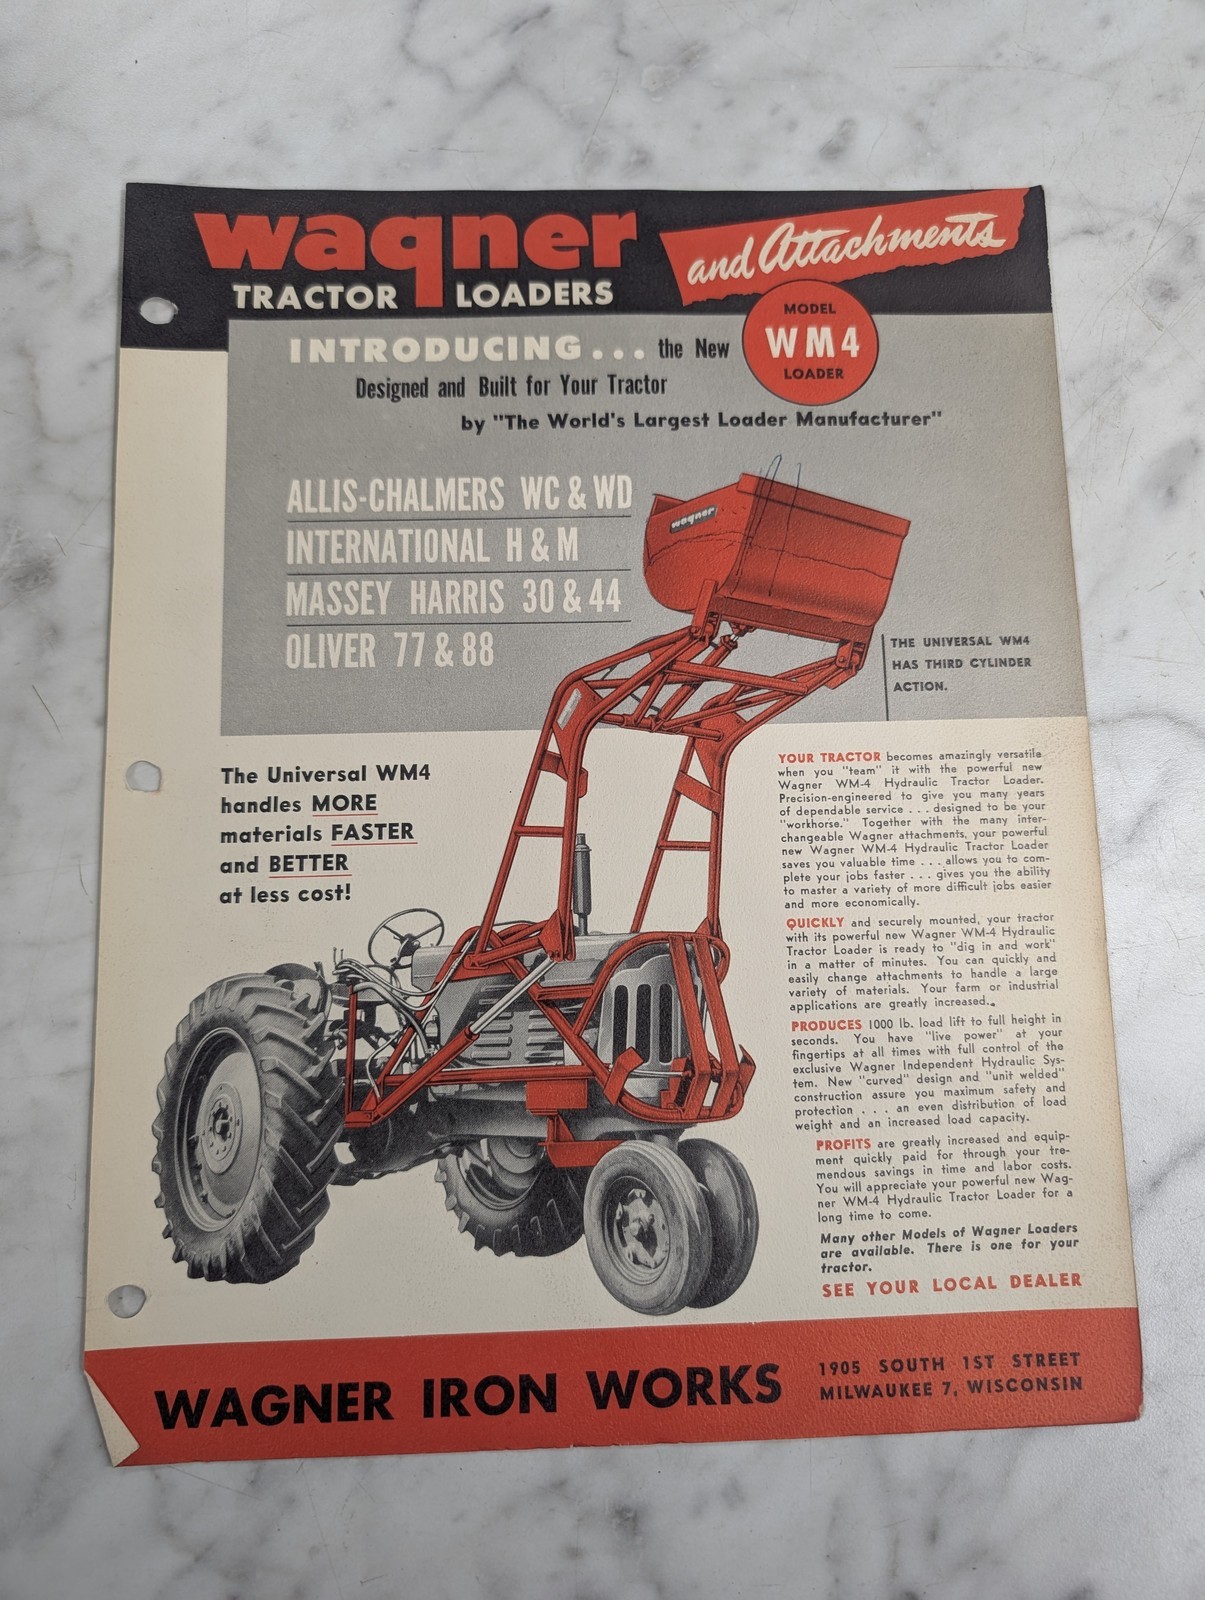 wagner
TRACTOR LOADERS
and Attachments
MODEL
WM4
LOADER
INTRODUCING... the New
Designed and Built for Your Tractor
by "The World's Largest Loader Manufacturer"
ALLIS-CHALMERS WC & WD
INTERNATIONAL H & M
MASSEY HARRIS 30 & 44
OLIVER 77 & 88
wagner
THE UNIVERSAL WM4
HAS THIRD CYLINDER
ACTION.
The Universal WM4
handles MORE
materials FASTER
and BETTER
at less cost!
YOUR TRACTOR becomes amazingly versatile
when you "team" it with the powerful new
Wagner WM-4 Hydraulic Tractor Loader.
Precision-engineered to give you many years
of dependable service . . . designed to be your
"workhorse." Together with the many inter-
changeable Wagner attachments, your powerful
new Wagner WM-4 Hydraulic Tractor Loader
saves you valuable time . . . allows you to com-
plete your jobs faster . . . gives you the ability
to master a variety of more difficult jobs easier
and more economically.
QUICKLY and securely mounted, your tractor
with its powerful new Wagner WM-4 Hydraulic
Tractor Loader is ready to "dig in and work"
in a matter of minutes. You can quickly and
easily change attachments to handle a large
variety of materials. Your farm or industrial
applications are greatly increased.
PRODUCES 1000 lb. load lift to full height in
seconds. You have "live power" at your
fingertips at all times with full control of the
exclusive Wagner Independent Hydraulic Sys-
tem. New "curved" design and "unit welded"
construction assure you maximum safety and
protection . . . an even distribution of load
weight and an increased load capacity.
PROFITS are greatly increased and equip-
ment quickly paid for through your tre-
mendous savings in time and labor costs.
You will appreciate your powerful new Wag-
ner WM-4 Hydraulic Tractor Loader for a
long time to come.
Many other Models of Wagner Loaders
are available. There is one for your
tractor.
SEE YOUR LOCAL DEALER
WAGNER IRON WORKS
1905 SOUTH 1ST STREET
MILWAUKEE 7, WISCONSIN